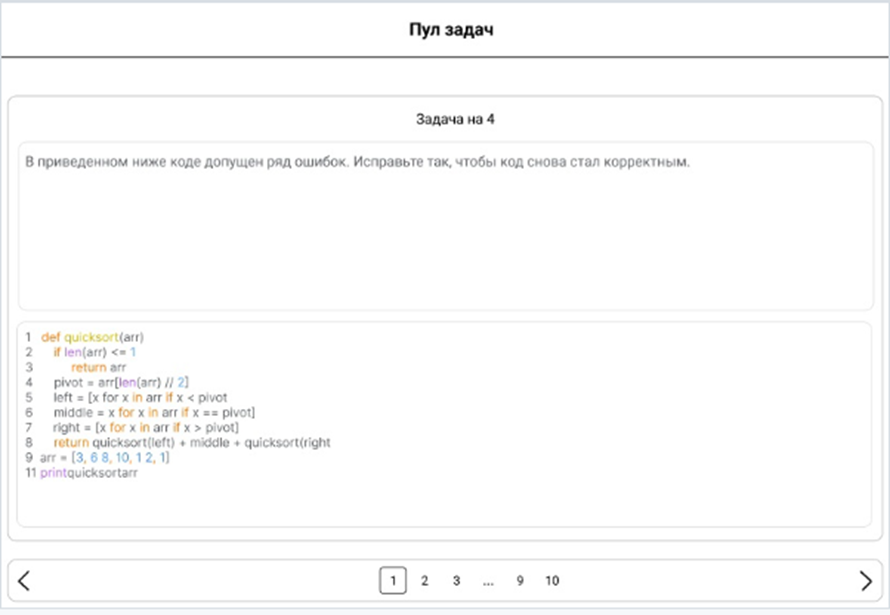 Пул задач
Задача на 4
В приведенном ниже коде допущен ряд ошибок. Исправьте так, чтобы код снова стал корректным.
1 def quicksort(arr)
2 if len(arr) <= 1
3 return arr
4 pivot = arr[len(arr) // 2]
5 left = [x for x in arr if x < pivot
6 middle = x for x in arr if x == pivot]
7 right = [x for x in arr if x > pivot]
8 return quicksort(left) + middle + quicksort(right
9 arr = [3, 6 8, 10, 1 2, 1]
11 printquicksortarr
1 2 3 ... 9 10